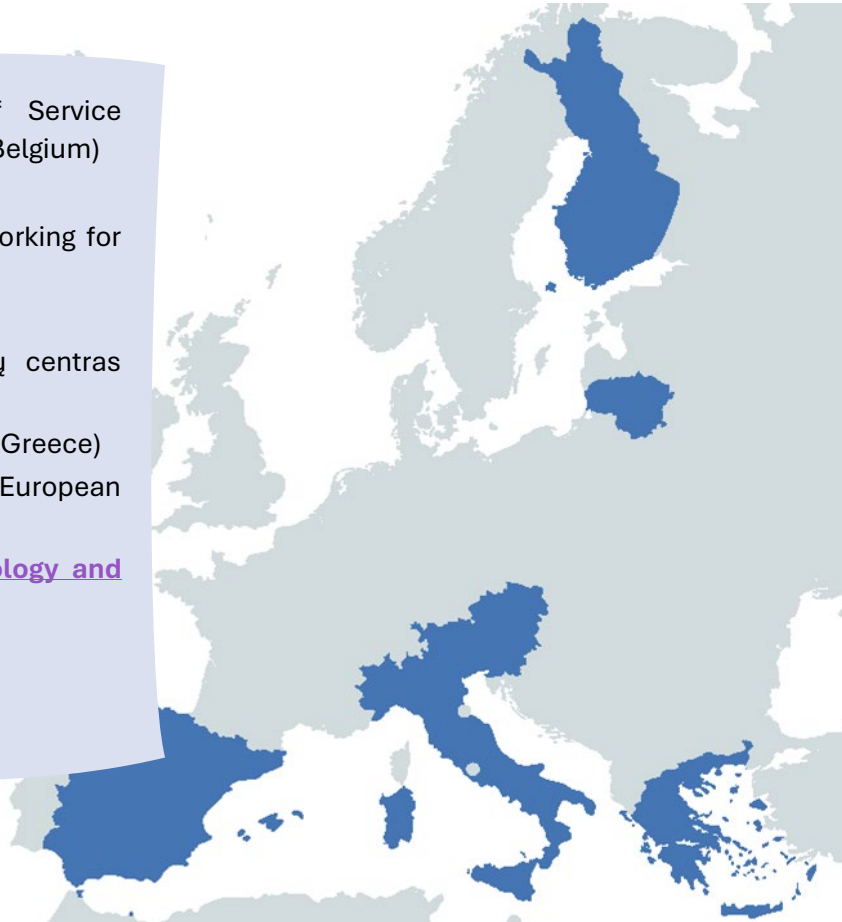 Service
Belgium)
orking for
centras
Greece)
European
ology and